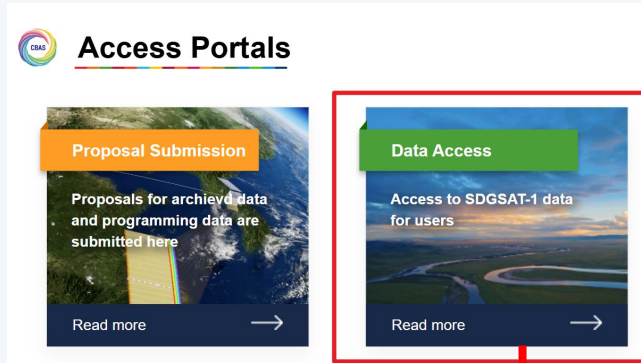 CBAS
Access Portals
Proposal Submission
Proposals for archievd data
and programming data are
submitted here
Read more
Data Access
Access to SDGSAT-1 data
for users
Read more